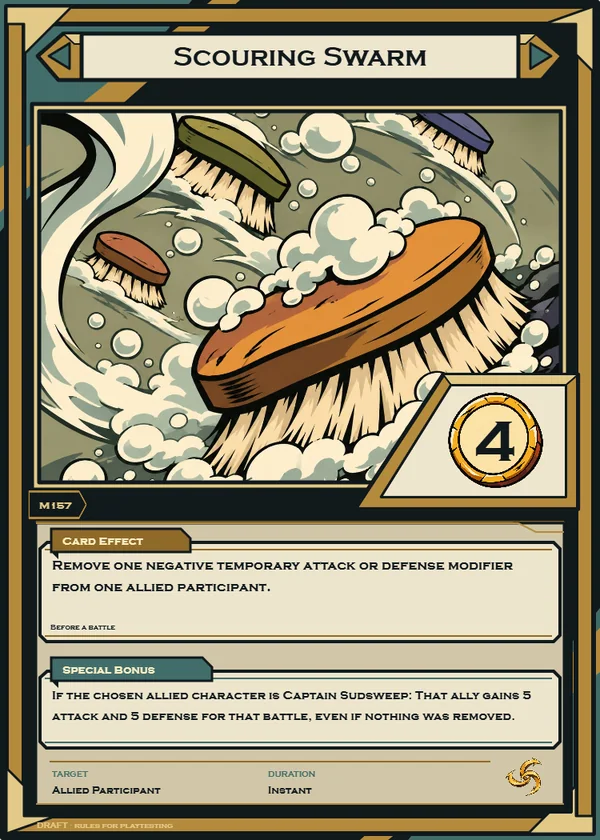 Scouring Swarm
4
M157
Card Effect
Remove one negative temporary attack or defense modifier
from one allied participant.
Before a battle
Special Bonus
If the chosen allied character is Captain Sudsweep: That ally gains 5
attack and 5 defense for that battle, even if nothing was removed.
Target
Duration
Allied Participant
Instant
DRAFT · Rules for playtesting